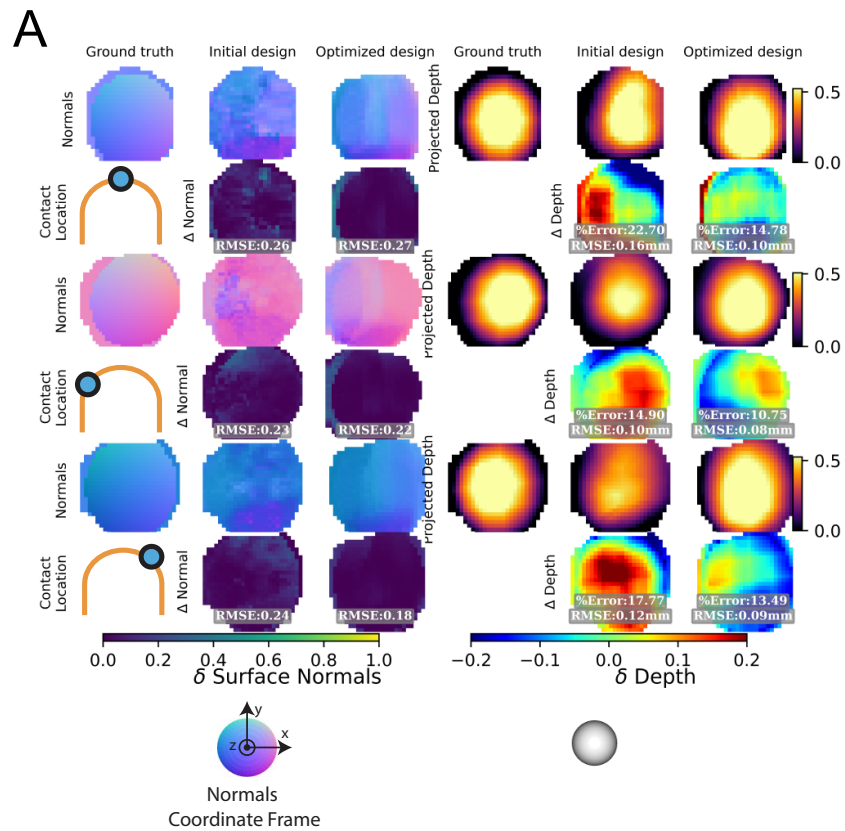 A
Ground truth Initial design Optimized design Ground truth Initial design Optimized design
Normals
Projected Depth
0.5
0.0
Contact
Location
Δ Normal
RMSE:0.26
RMSE:0.27
Δ Depth
%Error:22.70
RMSE:0.16mm
%Error:14.78
RMSE:0.10mm
Normals
Projected Depth
0.5
0.0
Contact
Location
Δ Normal
RMSE:0.23
RMSE:0.22
Δ Depth
%Error:14.90
RMSE:0.10mm
%Error:10.75
RMSE:0.08mm
Normals
Projected Depth
0.5
0.0
Contact
Location
Δ Normal
RMSE:0.24
RMSE:0.18
Δ Depth
%Error:17.77
RMSE:0.12mm
%Error:13.49
RMSE:0.09mm
0.0 0.2 0.4 0.6 0.8 1.0
δ Surface Normals
−0.2 −0.1 0.0 0.1 0.2
δ Depth
y
x
z
Normals
Coordinate Frame